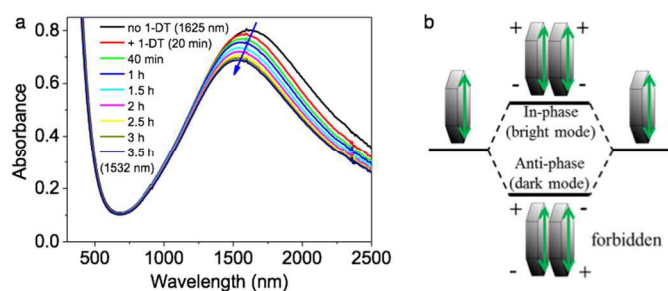 a
no 1-DT (1625 nm)
+ 1-DT (20 min)
40 min
1 h
1.5 h
2 h
2.5 h
3 h
3.5 h
(1532 nm)
0.8
0.6
0.4
0.2
0.0
Absorbance
500
1000
1500
2000
2500
Wavelength (nm)
b
+ +
- -
In-phase
(bright mode)
Anti-phase
(dark mode)
+ -
forbidden
- +